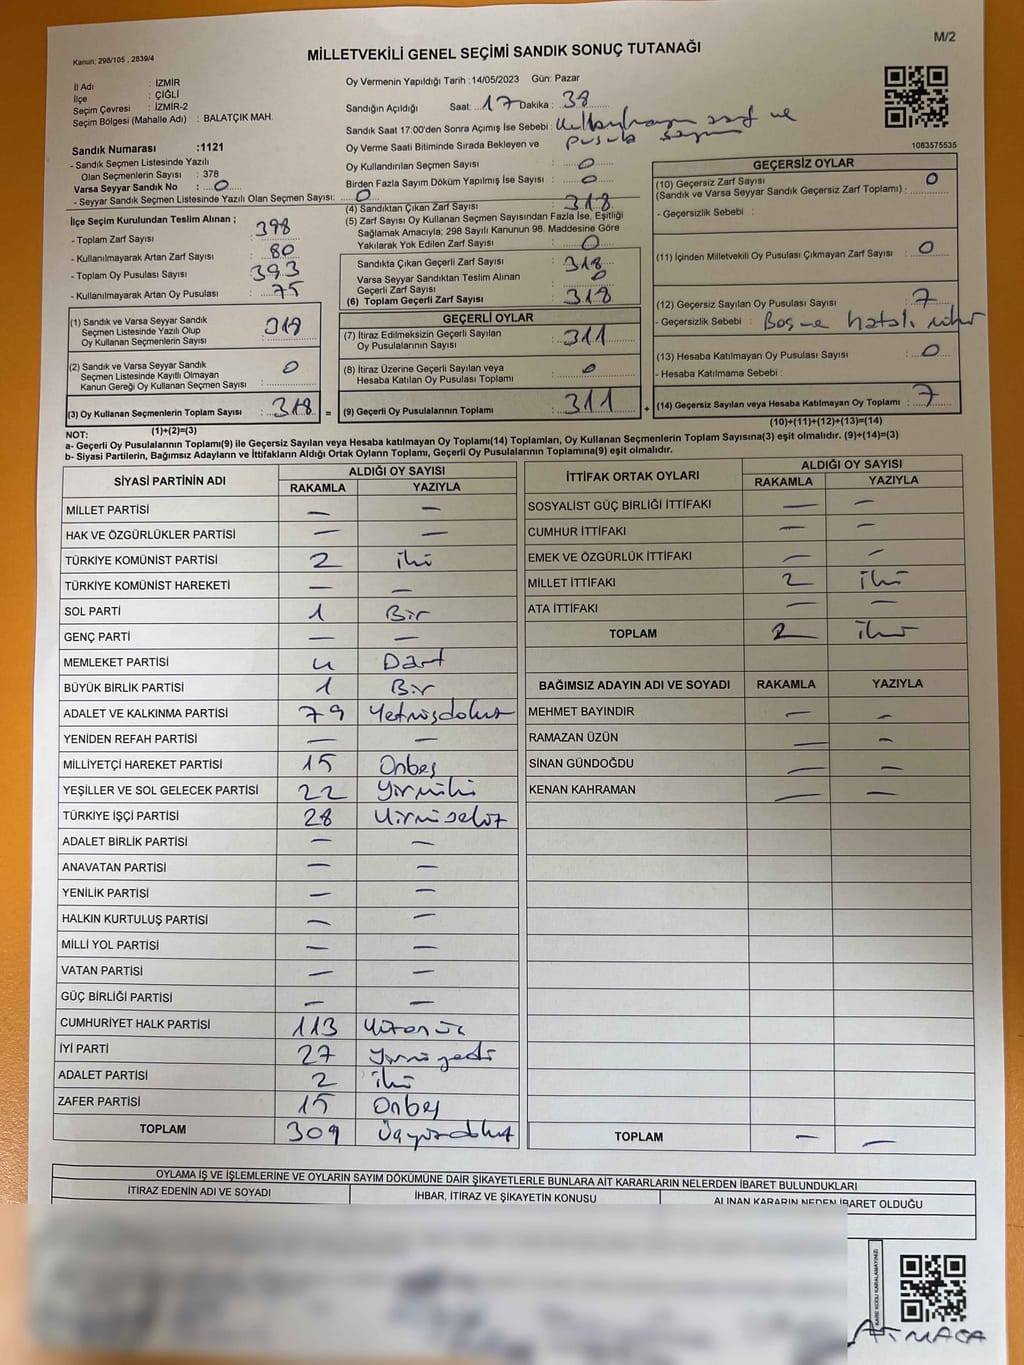 Kanun; 298/105 , 2839/4
M/2
MİLLETVEKİLİ GENEL SEÇİMİ SANDIK SONUÇ TUTANAĞI
İl Adı : İZMİR
İlçe : ÇİĞLİ
Seçim Çevresi : İZMİR-2
Seçim Bölgesi (Mahalle Adı) : BALATÇIK MAH.
Sandık Numarası :1121
- Sandık Seçmen Listesinde Yazılı
Olan Seçmenlerin Sayısı : 378
Varsa Seyyar Sandık No : 0
- Seyyar Sandık Seçmen Listesinde Yazılı Olan Seçmen Sayısı: 0
Oy Vermenin Yapıldığı Tarih :14/05/2023 Gün: Pazar
Sandığın Açıldığı Saat: 17 Dakika : 38
Sandık Saat 17:00'den Sonra Açımış İse Sebebi : zarf ve
pusula sayımı
Oy Verme Saati Bitiminde Sırada Bekleyen ve
Oy Kullandırılan Seçmen Sayısı : 0
Birden Fazla Sayım Döküm Yapılmış İse Sayısı : 0
1083575535
İlçe Seçim Kurulundan Teslim Alınan ;
- Toplam Zarf Sayısı : 398
- Kullanılmayarak Artan Zarf Sayısı : 80
- Toplam Oy Pusulası Sayısı : 393
- Kullanılmayarak Artan Oy Pusulası : 75
(1) Sandık ve Varsa Seyyar Sandık
Seçmen Listesinde Yazılı Olup
Oy Kullanan Seçmenlerin Sayısı : 318
(2) Sandık ve Varsa Seyyar Sandık
Seçmen Listesinde Kayıtlı Olmayan
Kanun Gereği Oy Kullanan Seçmen Sayısı : 0
(3) Oy Kullanan Seçmenlerin Toplam Sayısı : 318 =
(1)+(2)=(3)
(4) Sandıktan Çıkan Zarf Sayısı : 318
(5) Zarf Sayısı Oy Kullanan Seçmen Sayısından Fazla İse, Eşitliği
Sağlamak Amacıyla; 298 Sayılı Kanunun 98. Maddesine Göre
Yakılarak Yok Edilen Zarf Sayısı : 0
Sandıkta Çıkan Geçerli Zarf Sayısı : 318
Varsa Seyyar Sandıktan Teslim Alınan
Geçerli Zarf Sayısı : 0
(6) Toplam Geçerli Zarf Sayısı : 318
GEÇERLİ OYLAR
(7) İtiraz Edilmeksizin Geçerli Sayılan
Oy Pusulalarının Sayısı : 311
(8) İtiraz Üzerine Geçerli Sayılan veya
Hesaba Katılan Oy Pusulası Toplamı : 0
(9) Geçerli Oy Pusulalarının Toplamı : 311 +
GEÇERSİZ OYLAR
(10) Geçersiz Zarf Sayısı
(Sandık ve Varsa Seyyar Sandık Geçersiz Zarf Toplamı) : 0
- Geçersizlik Sebebi :
(11) İçinden Milletvekili Oy Pusulası Çıkmayan Zarf Sayısı : 0
(12) Geçersiz Sayılan Oy Pusulası Sayısı : 7
- Geçersizlik Sebebi : Boş ve hatalı mühür
(13) Hesaba Katılmayan Oy Pusulası Sayısı : 0
- Hesaba Katılmama Sebebi :
(14) Geçersiz Sayılan veya Hesaba Katılmayan Oy Toplamı : 7
(10)+(11)+(12)+(13)=(14)
NOT:
a- Geçerli Oy Pusulalarının Toplamı(9) ile Geçersiz Sayılan veya Hesaba katılmayan Oy Toplamı(14) Toplamları, Oy Kullanan Seçmenlerin Toplam Sayısına(3) eşit olmalıdır. (9)+(14)=(3)
b- Siyasi Partilerin, Bağımsız Adayların ve İttifakların Aldığı Ortak Oyların Toplamı, Geçerli Oy Pusulalarının Toplamına(9) eşit olmalıdır.
SİYASİ PARTİNİN ADI ALDIĞI OY SAYISI
RAKAMLA YAZIYLA
MİLLET PARTİSİ — —
HAK VE ÖZGÜRLÜKLER PARTİSİ — —
TÜRKİYE KOMÜNİST PARTİSİ 2 iki
TÜRKİYE KOMÜNİST HAREKETİ — —
SOL PARTİ 1 Bir
GENÇ PARTİ — —
MEMLEKET PARTİSİ 4 Dört
BÜYÜK BİRLİK PARTİSİ 1 Bir
ADALET VE KALKINMA PARTİSİ 79 Yetmişdokuz
YENİDEN REFAH PARTİSİ — —
MİLLİYETÇİ HAREKET PARTİSİ 15 Onbeş
YEŞİLLER VE SOL GELECEK PARTİSİ 22 Yirmiiki
TÜRKİYE İŞÇİ PARTİSİ 28 Yirmisekiz
ADALET BİRLİK PARTİSİ — —
ANAVATAN PARTİSİ — —
YENİLİK PARTİSİ — —
HALKIN KURTULUŞ PARTİSİ — —
MİLLİ YOL PARTİSİ — —
VATAN PARTİSİ — —
GÜÇ BİRLİĞİ PARTİSİ — —
CUMHURİYET HALK PARTİSİ 113 Yüzonüç
İYİ PARTİ 27 Yirmiyedi
ADALET PARTİSİ 2 iki
ZAFER PARTİSİ 15 Onbeş
TOPLAM 309 Üçyüzdokuz
İTTİFAK ORTAK OYLARI ALDIĞI OY SAYISI
RAKAMLA YAZIYLA
SOSYALİST GÜÇ BİRLİĞİ İTTİFAKI — —
CUMHUR İTTİFAKI — —
EMEK VE ÖZGÜRLÜK İTTİFAKI — —
MİLLET İTTİFAKI 2 iki
ATA İTTİFAKI — —
TOPLAM 2 iki
BAĞIMSIZ ADAYIN ADI VE SOYADI RAKAMLA YAZIYLA
MEHMET BAYINDIR — —
RAMAZAN ÜZÜN — —
SİNAN GÜNDOĞDU — —
KENAN KAHRAMAN — —
TOPLAM — —
OYLAMA İŞ VE İŞLEMLERİNE VE OYLARIN SAYIM DÖKÜMÜNE DAİR ŞİKAYETLERLE BUNLARA AİT KARARLARIN NELERDEN İBARET BULUNDUKLARI
İTİRAZ EDENİN ADI VE SOYADI İHBAR, İTİRAZ VE ŞİKAYETİN KONUSU ALINAN KARARIN NEDEN İBARET OLDUĞU
KARE KODU KARALAMAYINIZ!
ATMACA